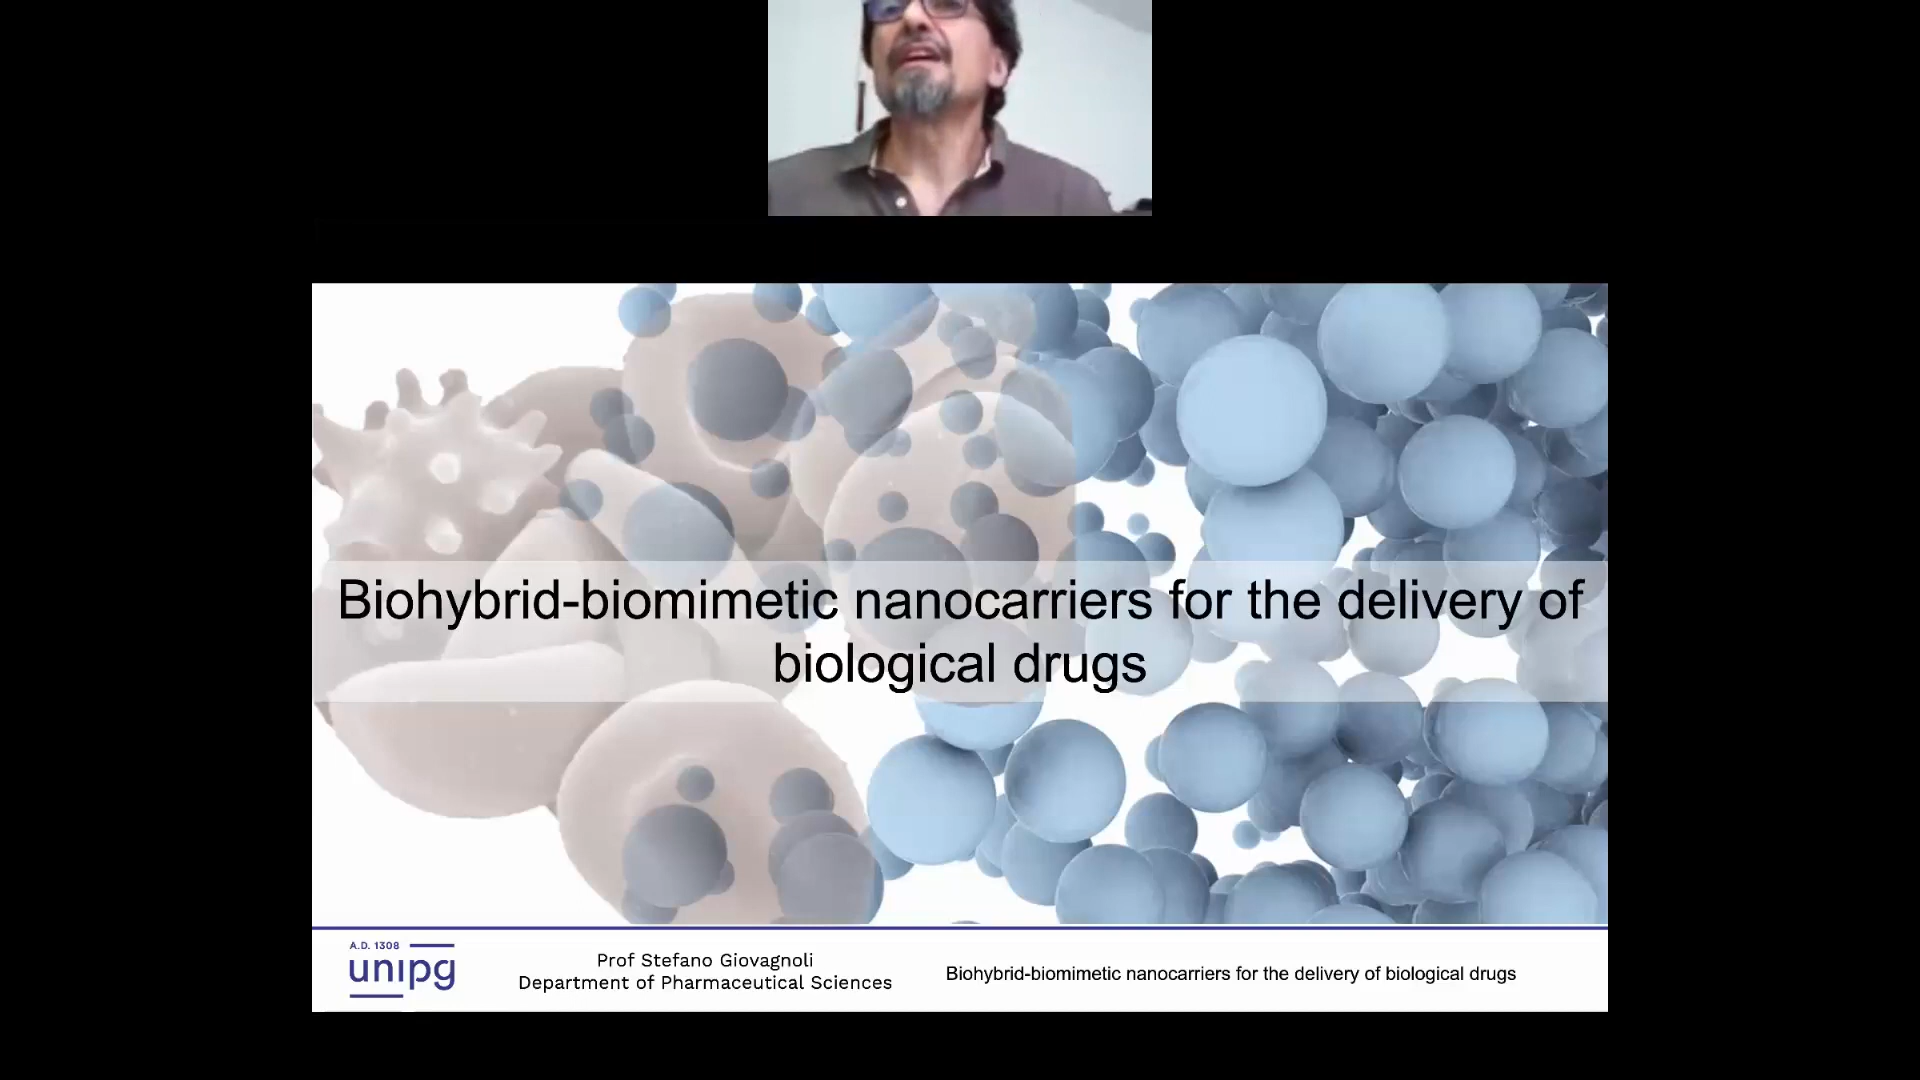 Biohybrid-biomimetic nanocarriers for the delivery of
biological drugs
A.D. 1308
unipg
Prof Stefano Giovagnoli
Department of Pharmaceutical Sciences
Biohybrid-biomimetic nanocarriers for the delivery of biological drugs